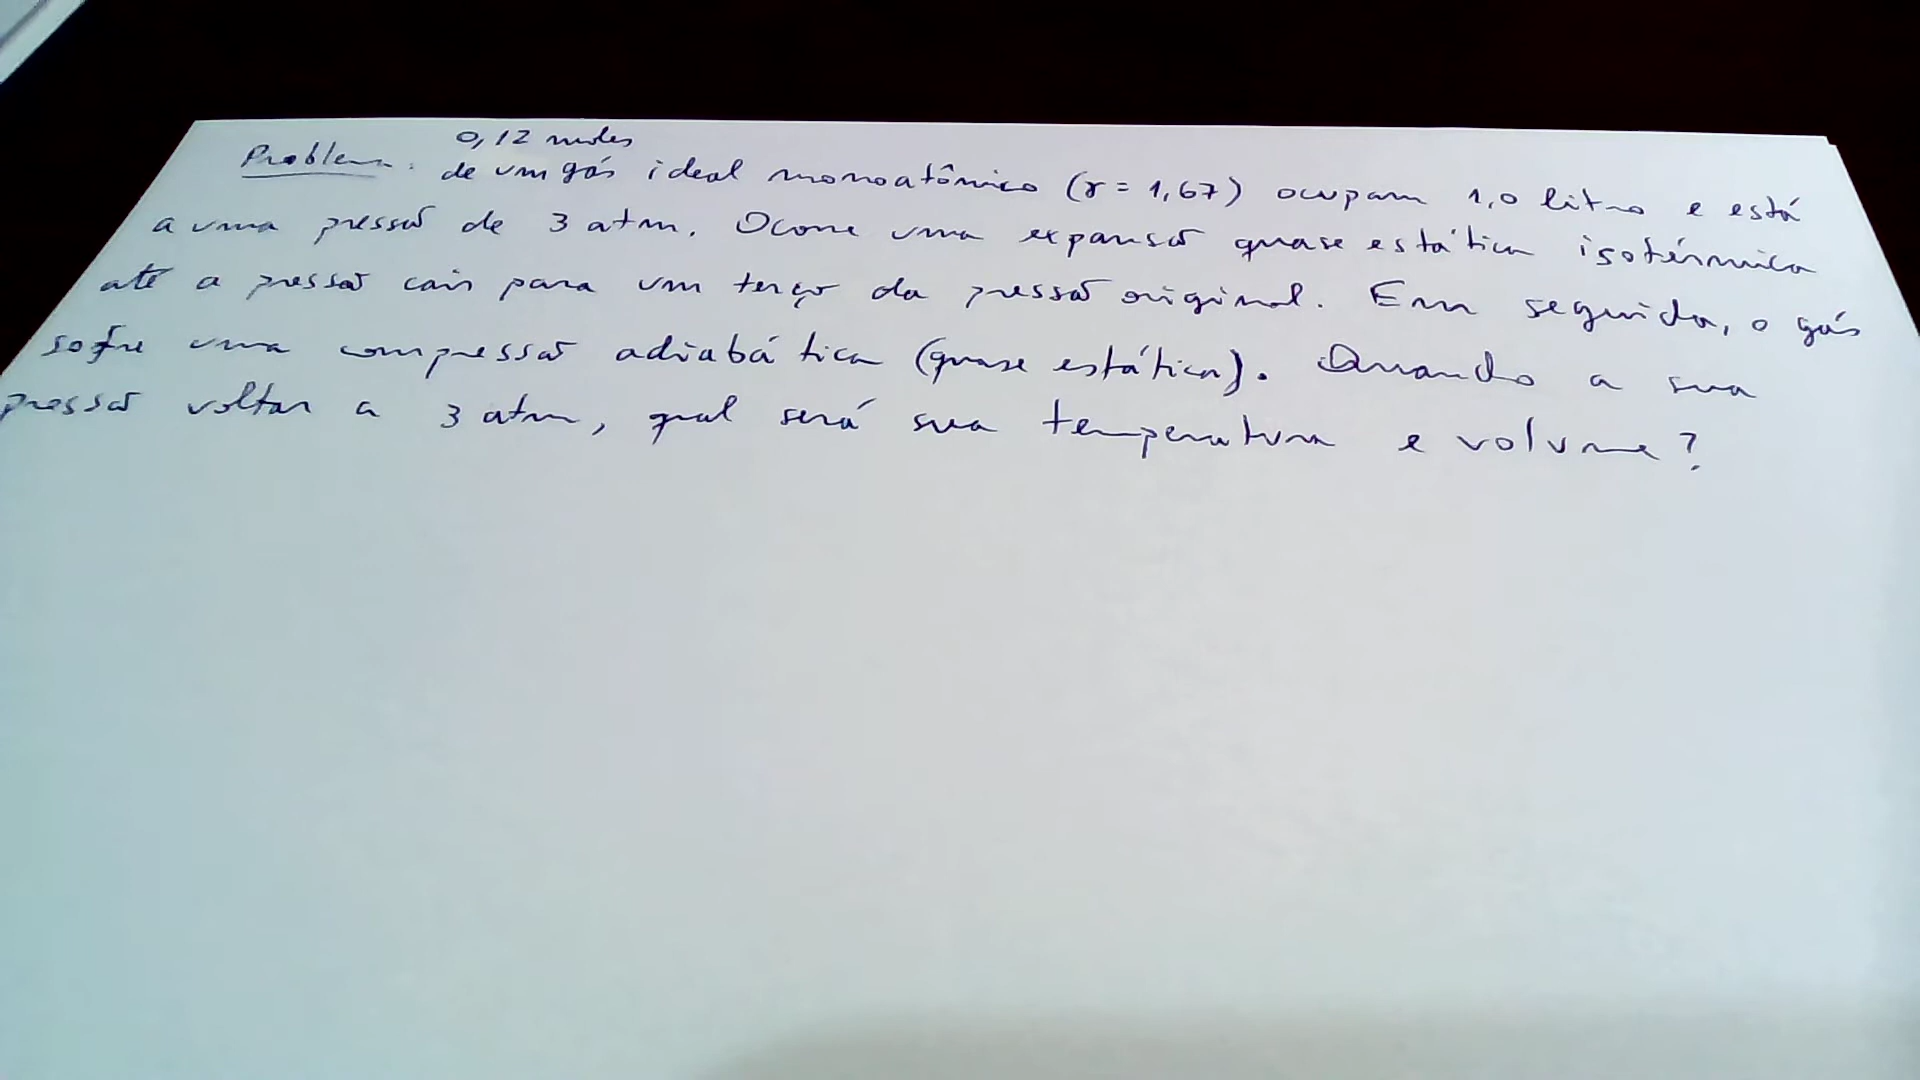 0,12 moles
Problema: de um gás ideal monoatômico (γ = 1,67) ocupam 1,0 litro e está
a uma pressão de 3 atm. Ocorre uma expansão quase estática isotérmica
até a pressão cair para um terço da pressão original. Em seguida, o gás
sofre uma compressão adiabática (quase estática). Quando a sua
pressão voltar a 3 atm, qual será sua temperatura e volume?